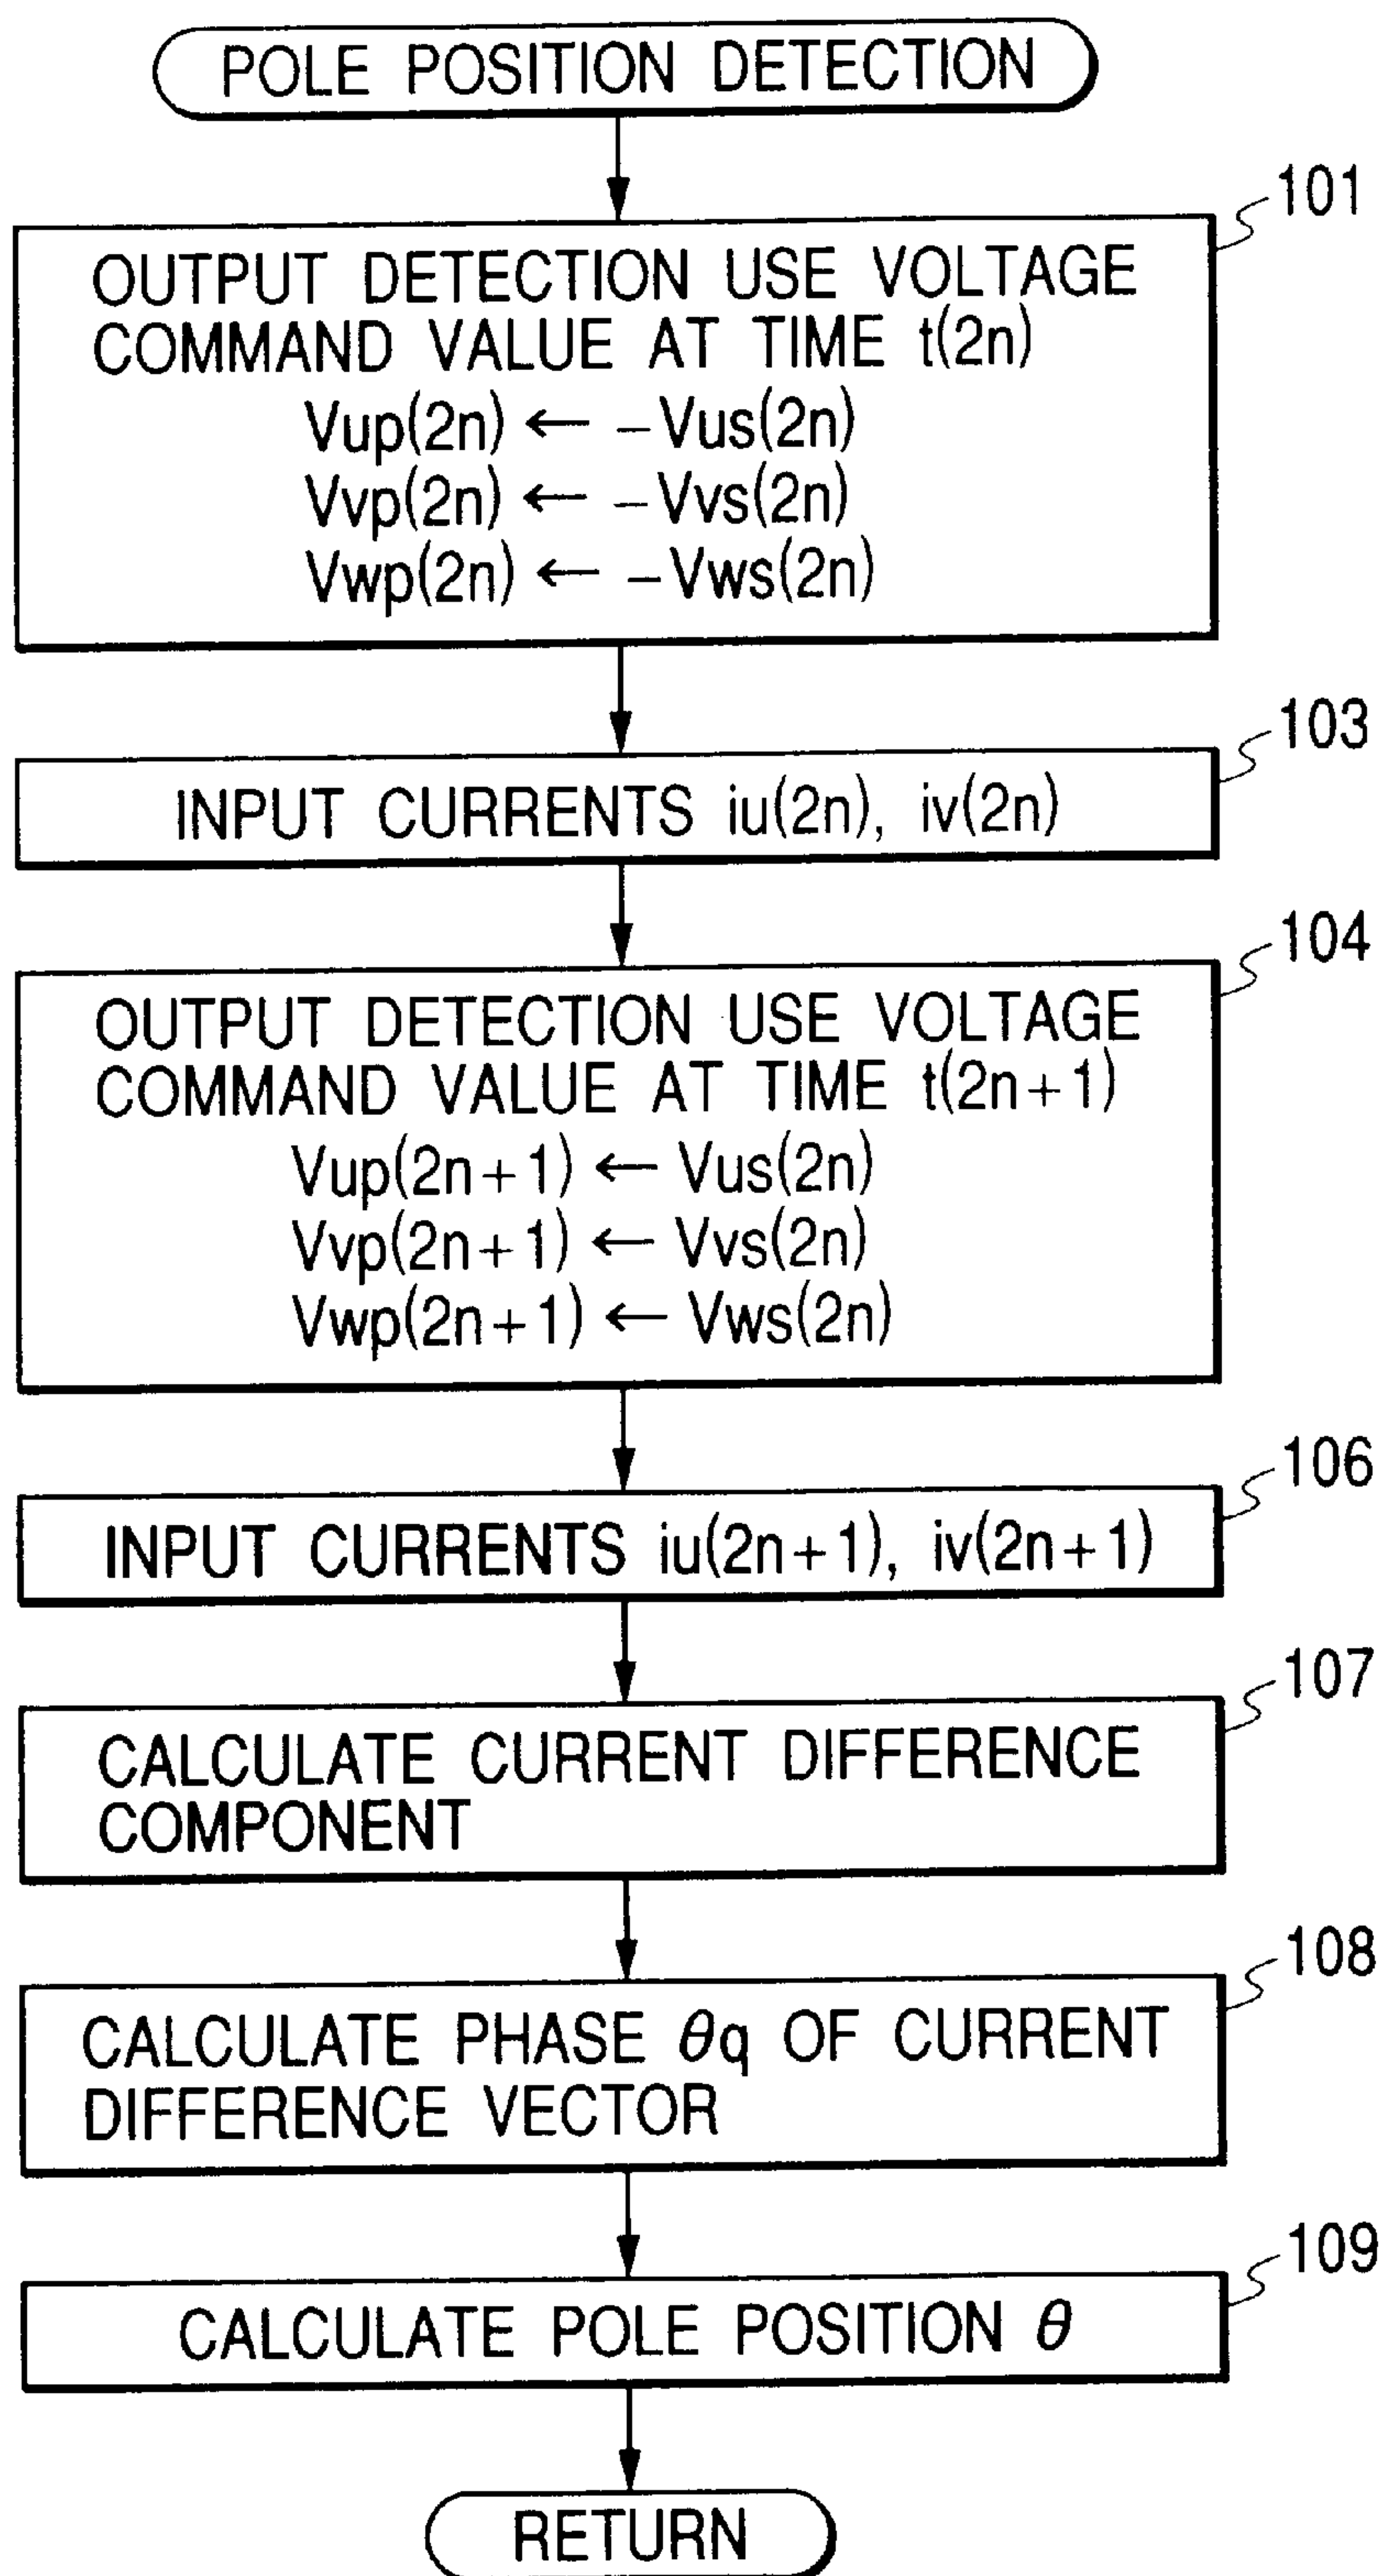 POLE POSITION DETECTION
101
OUTPUT DETECTION USE VOLTAGE
COMMAND VALUE AT TIME t(2n)
Vup(2n) ← −Vus(2n)
Vvp(2n) ← −Vvs(2n)
Vwp(2n) ← −Vws(2n)
103
INPUT CURRENTS iu(2n), iv(2n)
104
OUTPUT DETECTION USE VOLTAGE
COMMAND VALUE AT TIME t(2n+1)
Vup(2n+1) ← Vus(2n)
Vvp(2n+1) ← Vvs(2n)
Vwp(2n+1) ← Vws(2n)
106
INPUT CURRENTS iu(2n+1), iv(2n+1)
107
CALCULATE CURRENT DIFFERENCE
COMPONENT
108
CALCULATE PHASE θq OF CURRENT
DIFFERENCE VECTOR
109
CALCULATE POLE POSITION θ
RETURN